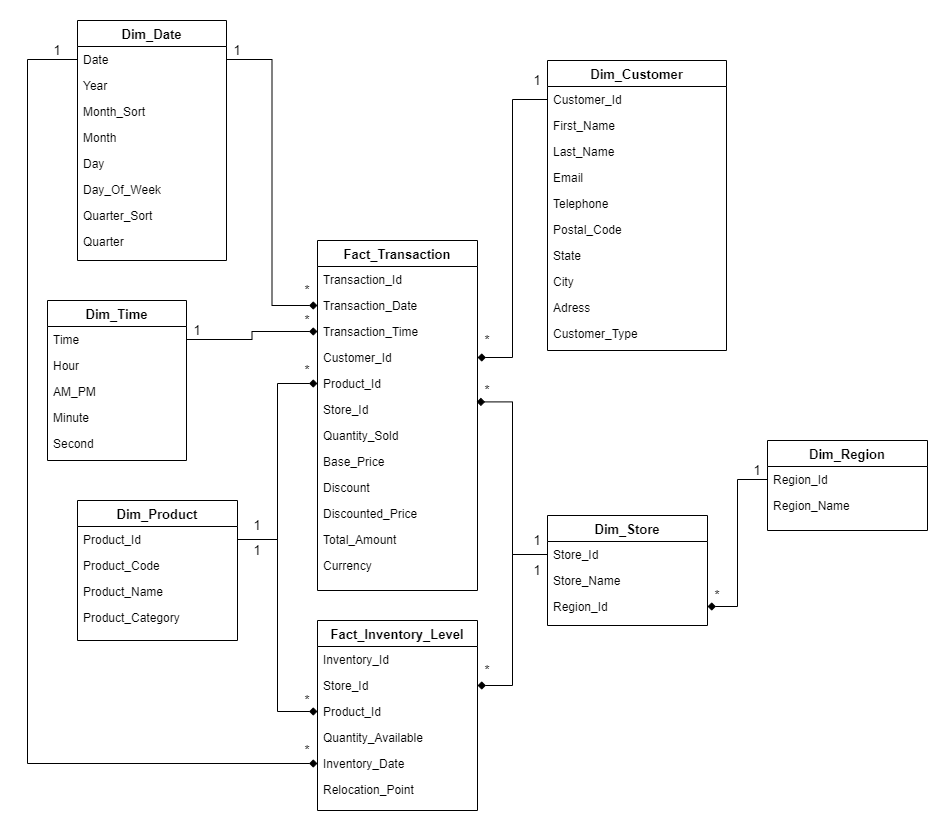 Dim_Date
1
Date
1
Year
Month_Sort
Month
Day
Day_Of_Week
Quarter_Sort
Quarter
Dim_Customer
1
Customer_Id
First_Name
Last_Name
Email
Telephone
Postal_Code
State
City
Adress
Customer_Type
Dim_Time
Time
1
Hour
AM_PM
Minute
Second
Fact_Transaction
Transaction_Id
*
Transaction_Date
*
Transaction_Time
*
Customer_Id
*
Product_Id
*
Store_Id
Quantity_Sold
Base_Price
Discount
Discounted_Price
Total_Amount
Currency
Dim_Product
1
Product_Id
1
Product_Code
Product_Name
Product_Category
Dim_Store
1
Store_Id
1
Store_Name
Region_Id
*
Dim_Region
1
Region_Id
Region_Name
Fact_Inventory_Level
Inventory_Id
*
Store_Id
*
Product_Id
Quantity_Available
*
Inventory_Date
Relocation_Point